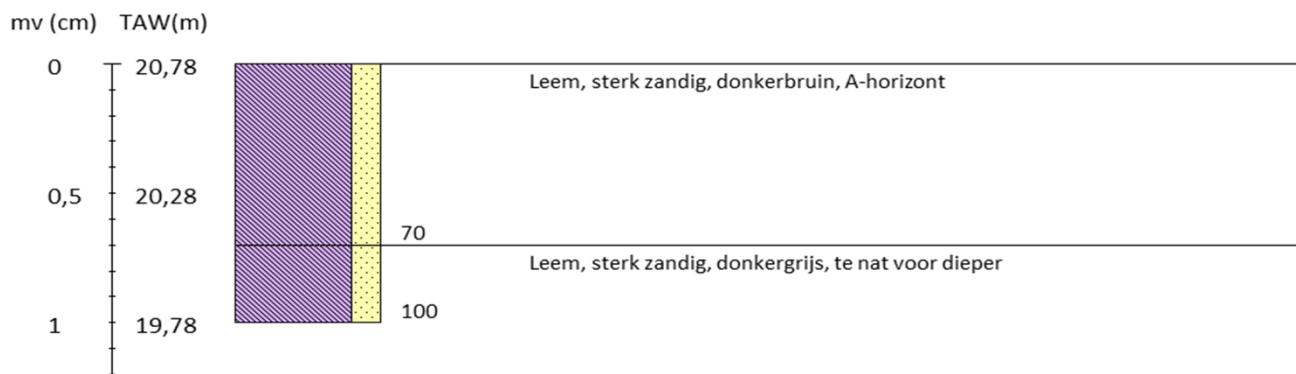 mv (cm) TAW(m)
0 20,78
Leem, sterk zandig, donkerbruin, A-horizont
0,5 20,28
70
Leem, sterk zandig, donkergrijs, te nat voor dieper
100
1 19,78